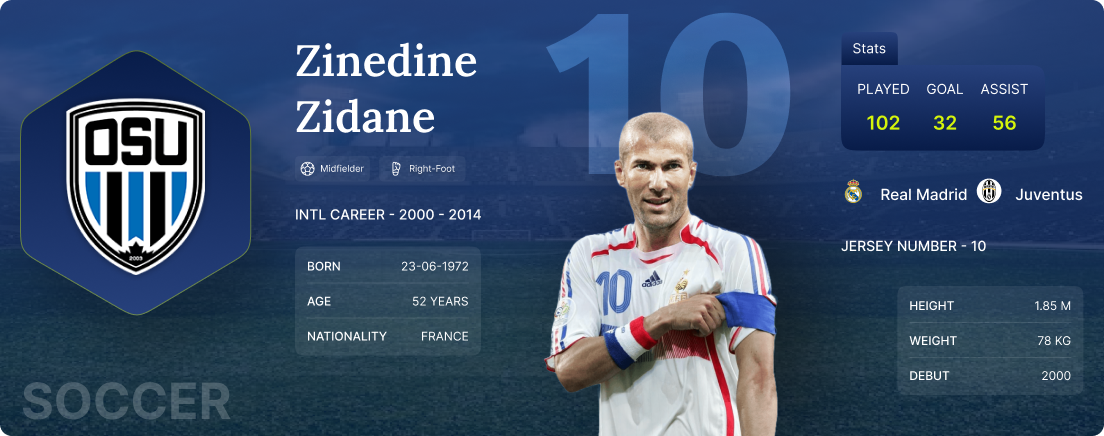 OSU
2003
SOCCER
Zinedine
Zidane
Midfielder
Right-Foot
INTL CAREER - 2000 - 2014
BORN 23-06-1972
AGE 52 YEARS
NATIONALITY FRANCE
10
10
adidas
Stats
PLAYED GOAL ASSIST
102 32 56
Real Madrid Juventus
JERSEY NUMBER - 10
HEIGHT 1.85 M
WEIGHT 78 KG
DEBUT 2000